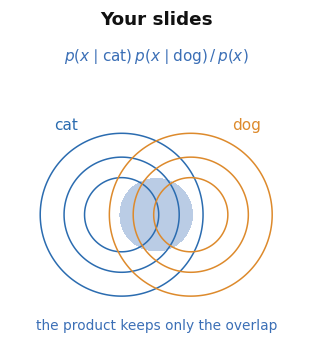 Your slides
p(x | cat) p(x | dog) / p(x)
cat
dog
the product keeps only the overlap